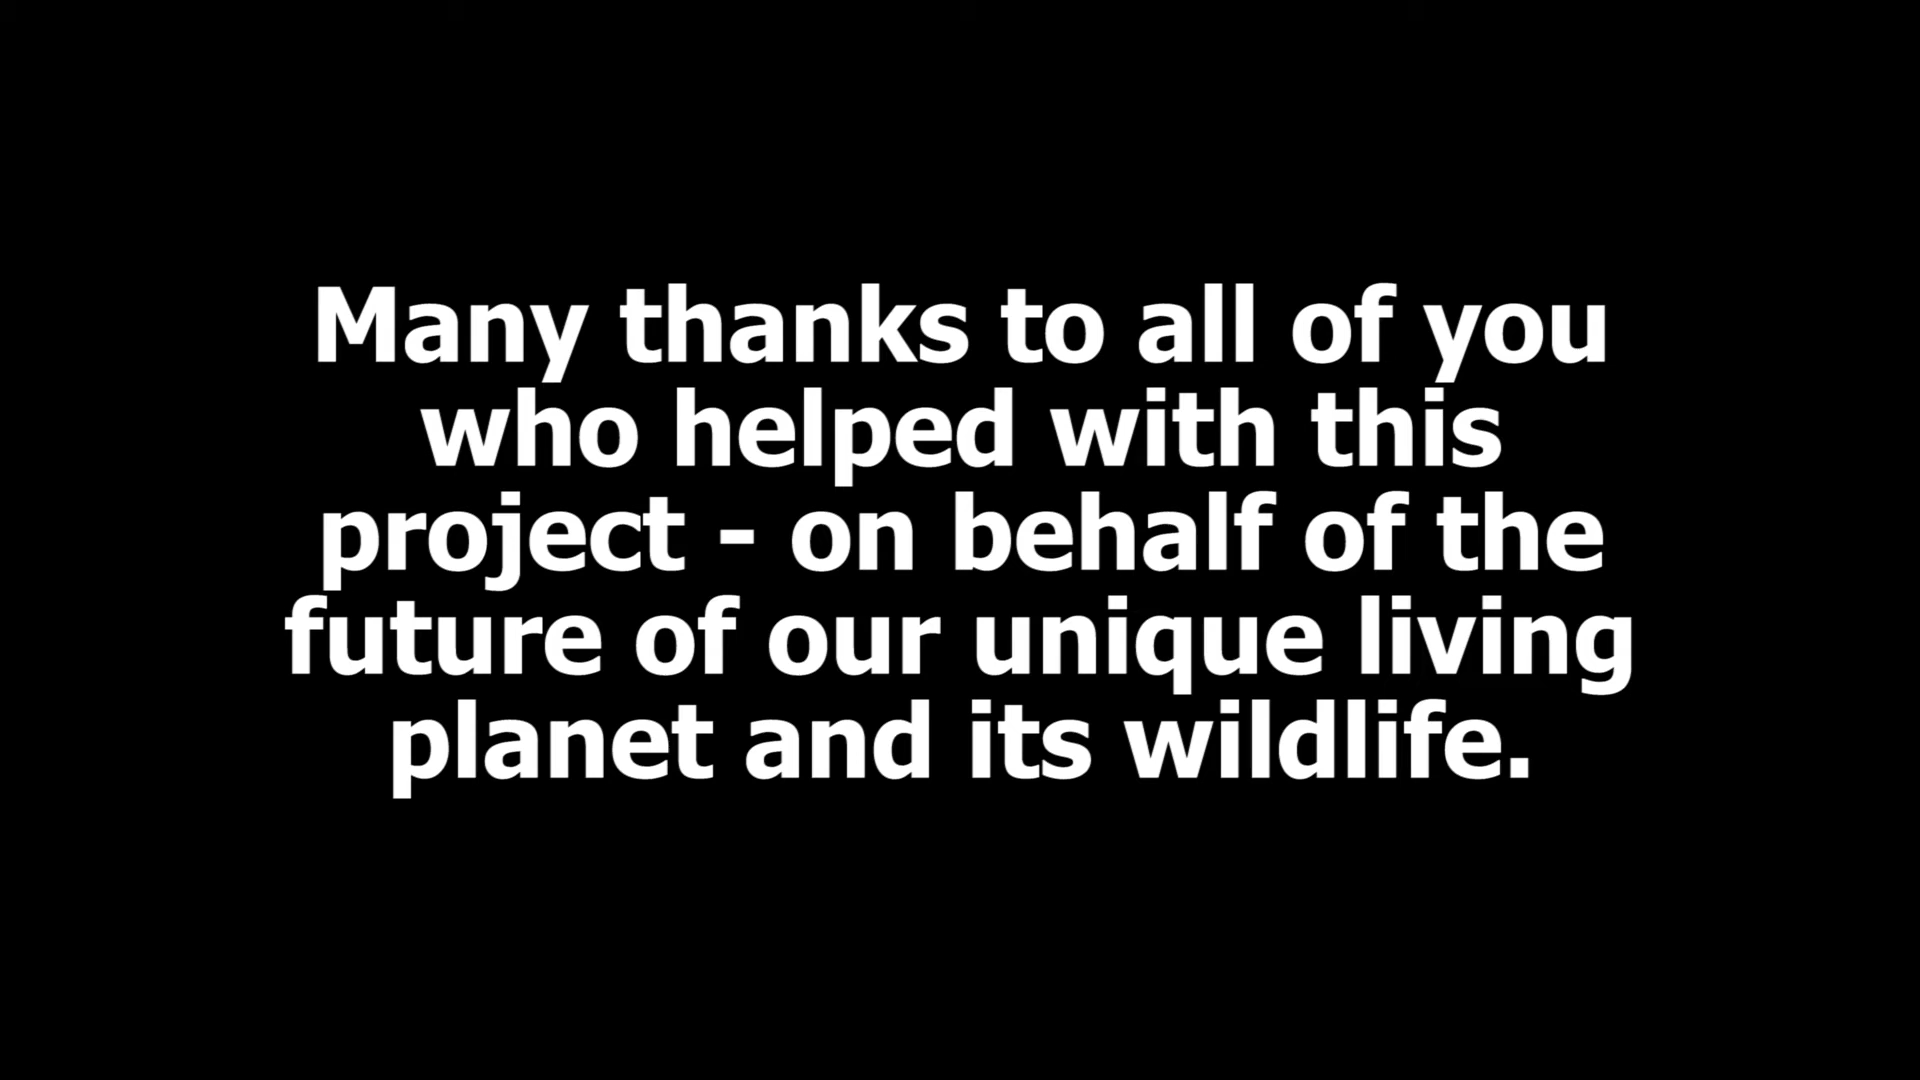 Many thanks to all of you
who helped with this
project - on behalf of the
future of our unique living
planet and its wildlife.